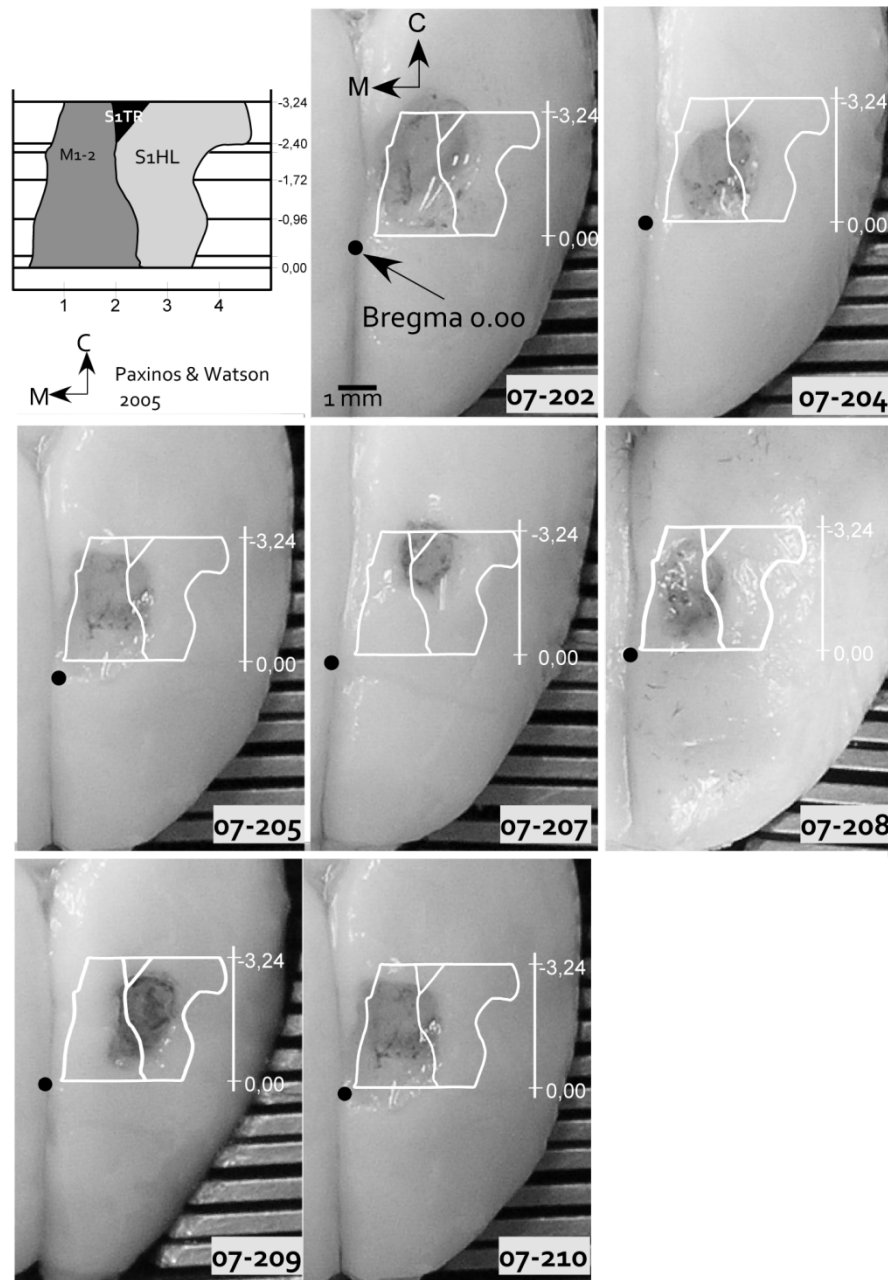 S1TR
M1-2
S1HL
-3,24
-2.40
-1.72
-0.96
0,00
1 2 3 4
C
M
Paxinos & Watson
2005
C
M
-3,24
0,00
Bregma 0.00
1 mm
07-202
-3,24
0,00
07-204
-3,24
0,00
07-205
-3,24
0,00
07-207
-3,24
0,00
07-208
-3,24
0,00
07-209
-3,24
0,00
07-210